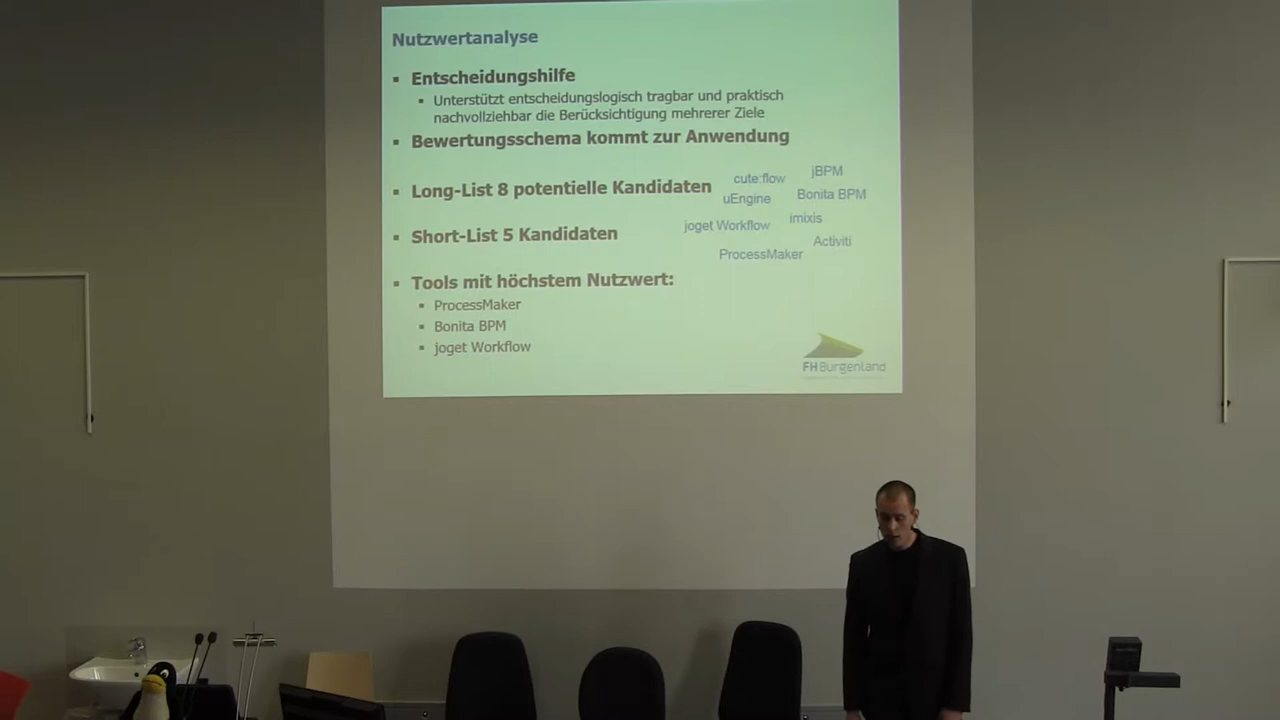 Nutzwertanalyse
▪ Entscheidungshilfe
▪ Unterstützt entscheidungslogisch tragbar und praktisch
nachvollziehbar die Berücksichtigung mehrerer Ziele
▪ Bewertungsschema kommt zur Anwendung
▪ Long-List 8 potentielle Kandidaten
cute:flow
jBPM
uEngine
Bonita BPM
joget Workflow
imixis
Activiti
ProcessMaker
▪ Short-List 5 Kandidaten
▪ Tools mit höchstem Nutzwert:
▪ ProcessMaker
▪ Bonita BPM
▪ joget Workflow
FH Burgenland